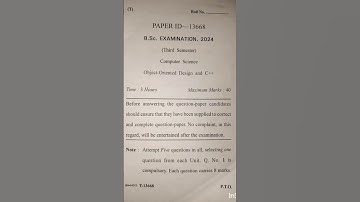 (1)
Roll No.
PAPER ID—13668
B.Sc. EXAMINATION, 2024
(Third Semester)
Computer Science
Object-Oriented Design and C++
Time : 3 Hours Maximum Marks : 40
Before answering the question-paper candidates
should ensure that they have been supplied to correct
and complete question-paper. No complaint, in this
regard, will be entertained after the examination.
Note : Attempt Five questions in all, selecting one
question from each Unit. Q. No. 1 is
compulsory. Each question carries 8 marks.
T-13668 P.T.O.